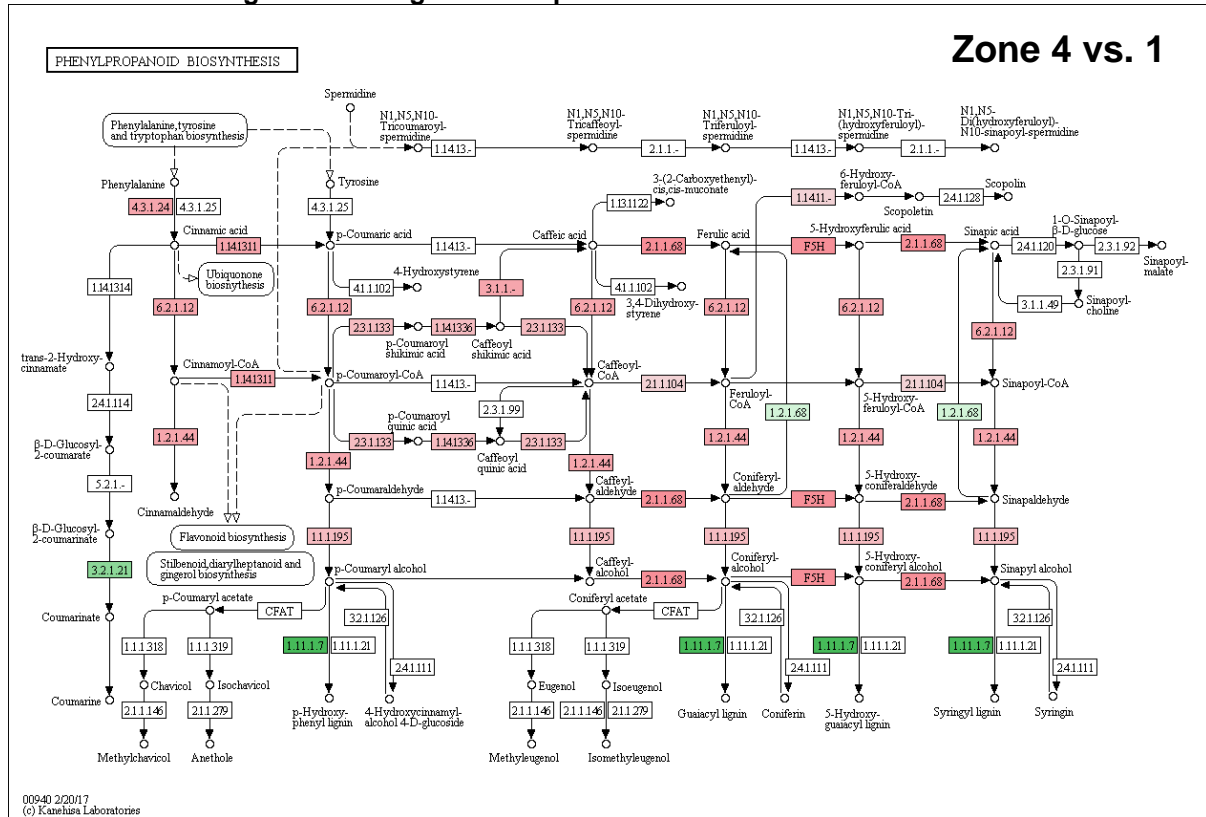 Zone 4 vs. 1
PHENYLPROPANOID BIOSYNTHESIS
Spermidine
Phenylalanine, tyrosine
and tryptophan biosynthesis
N1,N5,N10-
Tricoumaroyl-
spermidine
1.14.13.-
N1,N5,N10-
Tricaffeoyl-
spermidine
2.1.1.-
N1,N5,N10-
Triferuloyl-
spermidine
1.14.13.-
N1,N5,N10-Tri-
(hydroxyferuloyl)-
spermidine
2.1.1.-
N1,N5-
Di(hydroxyferuloyl)-
N10-sinapoyl-spermidine
Phenylalanine
Tyrosine
3-(2-Carboxyethenyl)-
cis,cis-muconate
1.13.11.22
6-Hydroxy-
feruloyl-CoA
1.14.11.-
Scopoletin
2.4.1.128
Scopolin
4.3.1.24
4.3.1.25
4.3.1.25
Cinnamic acid
1.14.13.11
p-Coumaric acid
1.14.13.-
Caffeic acid
2.1.1.68
Ferulic acid
F5H
5-Hydroxyferulic acid
2.1.1.68
Sinapic acid
2.4.1.120
1-O-Sinapoyl-
β-D-glucose
2.3.1.92
Sinapoyl-
malate
2.3.1.91
3.1.1.49
Sinapoyl-
choline
Ubiquonone
biosnythesis
4.1.1.102
4-Hydroxystyrene
3.1.1.-
4.1.1.102
3,4-Dihydroxy-
styrene
1.14.13.14
6.2.1.12
6.2.1.12
6.2.1.12
6.2.1.12
6.2.1.12
6.2.1.12
2.3.1.133
p-Coumaroyl
shikimic acid
1.14.13.36
Caffeoyl
shikimic acid
2.3.1.133
trans-2-Hydroxy-
cinnamate
Cinnamoyl-CoA
1.14.13.11
p-Coumaroyl-CoA
1.14.13.-
Caffeoyl-
CoA
2.1.1.104
Feruloyl-
CoA
5-Hydroxy-
feruloyl-CoA
2.1.1.104
Sinapoyl-CoA
2.4.1.114
2.3.1.99
1.2.1.68
1.2.1.68
p-Coumaroyl
quinic acid
2.3.1.133
1.14.13.36
Caffeoyl
quinic acid
2.3.1.133
1.2.1.44
1.2.1.44
1.2.1.44
1.2.1.44
1.2.1.44
1.2.1.44
β-D-Glucosyl-
2-coumarate
5.2.1.-
Cinnamaldehyde
p-Coumaraldehyde
1.14.13.-
Caffeyl-
aldehyde
2.1.1.68
Coniferyl-
aldehyde
F5H
5-Hydroxy-
coniferaldehyde
2.1.1.68
Sinapaldehyde
β-D-Glucosyl-
2-coumarinate
Flavonoid biosynthesis
Stilbenoid,diarylheptanoid and
gingerol biosynthesis
1.1.1.195
1.1.1.195
1.1.1.195
1.1.1.195
1.1.1.195
3.2.1.21
p-Coumaryl alcohol
Caffeyl-
alcohol
2.1.1.68
Coniferyl-
alcohol
F5H
5-Hydroxy-
coniferyl alcohol
2.1.1.68
Sinapyl alcohol
Coumarinate
p-Coumaryl acetate
CFAT
Coniferyl acetate
CFAT
3.2.1.126
3.2.1.126
3.2.1.126
1.1.1.318
1.1.1.319
1.11.1.7
1.11.1.21
1.1.1.318
1.1.1.319
1.11.1.7
1.11.1.21
1.11.1.7
1.11.1.21
1.11.1.7
1.11.1.21
2.4.1.111
2.4.1.111
2.4.1.111
Coumarine
Chavicol
Isochavicol
p-Hydroxy-
phenyl lignin
4-Hydroxycinnamyl-
alcohol 4-D-glucoside
Eugenol
Isoeugenol
Guaiacyl lignin
Coniferin
5-Hydroxy-
guaiacyl lignin
Syringyl lignin
Syringin
2.1.1.146
2.1.1.279
2.1.1.146
2.1.1.146
2.1.1.279
Methylchavicol
Anethole
Methyleugenol
Isomethyleugenol
00940 2/20/17
(c) Kanehisa Laboratories